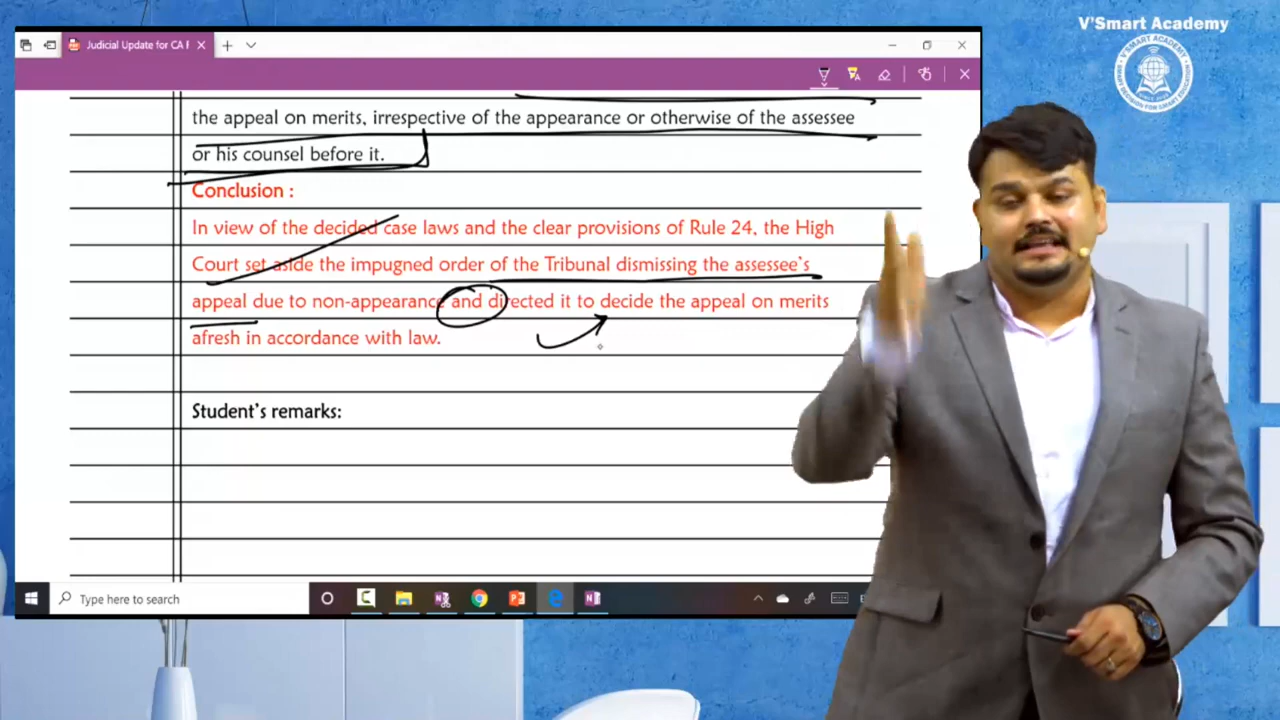 V'Smart Academy
Judicial Update for CA F
the appeal on merits, irrespective of the appearance or otherwise of the assessee
or his counsel before it.
Conclusion :
In view of the decided case laws and the clear provisions of Rule 24, the High
Court set aside the impugned order of the Tribunal dismissing the assessee's
appeal due to non-appearance and directed it to decide the appeal on merits
afresh in accordance with law.
Student's remarks:
Type here to search